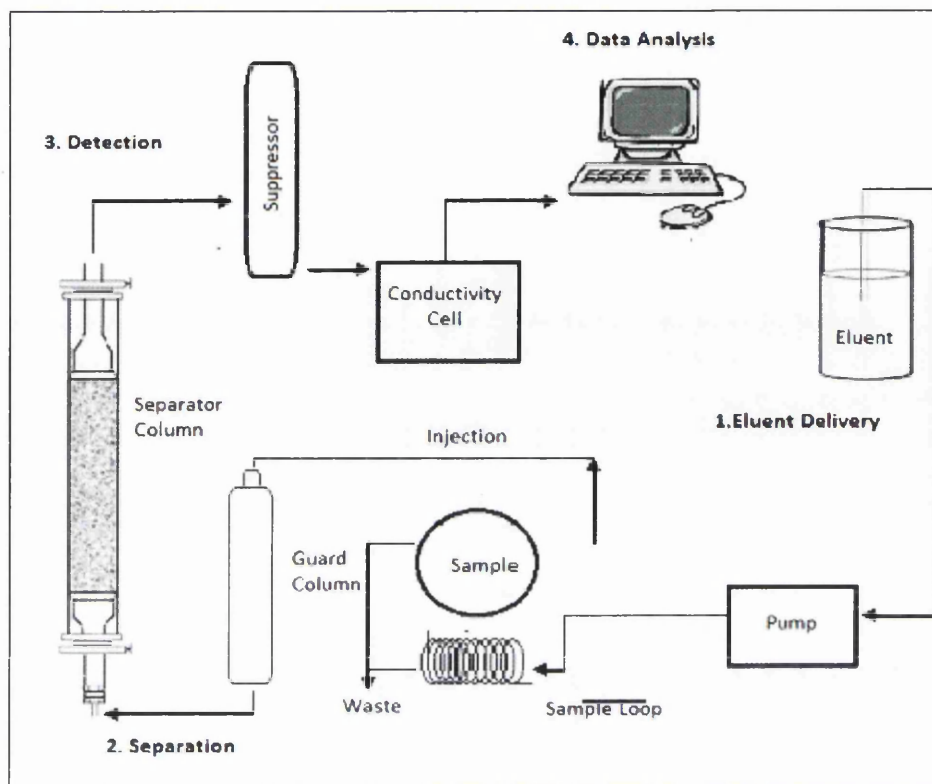 4. Data Analysis
3. Detection
Suppressor
Conductivity
Cell
Eluent
1.Eluent Delivery
Separator
Column
Injection
Guard
Column
Sample
Pump
Waste
Sample Loop
2. Separation